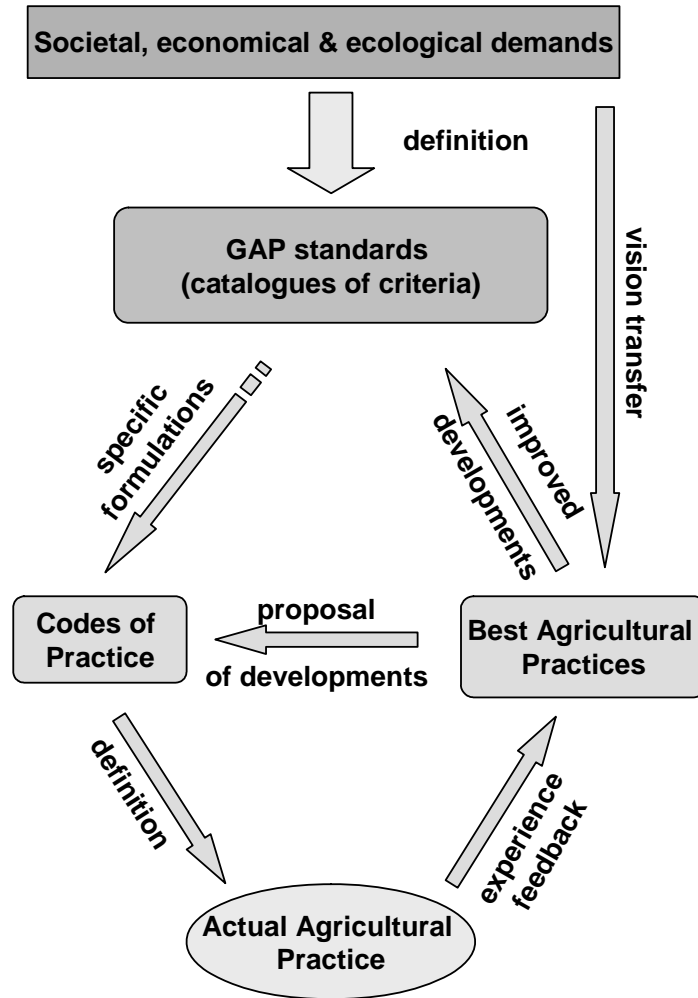 Societal, economical & ecological demands
definition
GAP standards
(catalogues of criteria)
vision transfer
specific
formulations
improved
developments
Codes of
Practice
proposal
of developments
Best Agricultural
Practices
definition
experience
feedback
Actual Agricultural
Practice